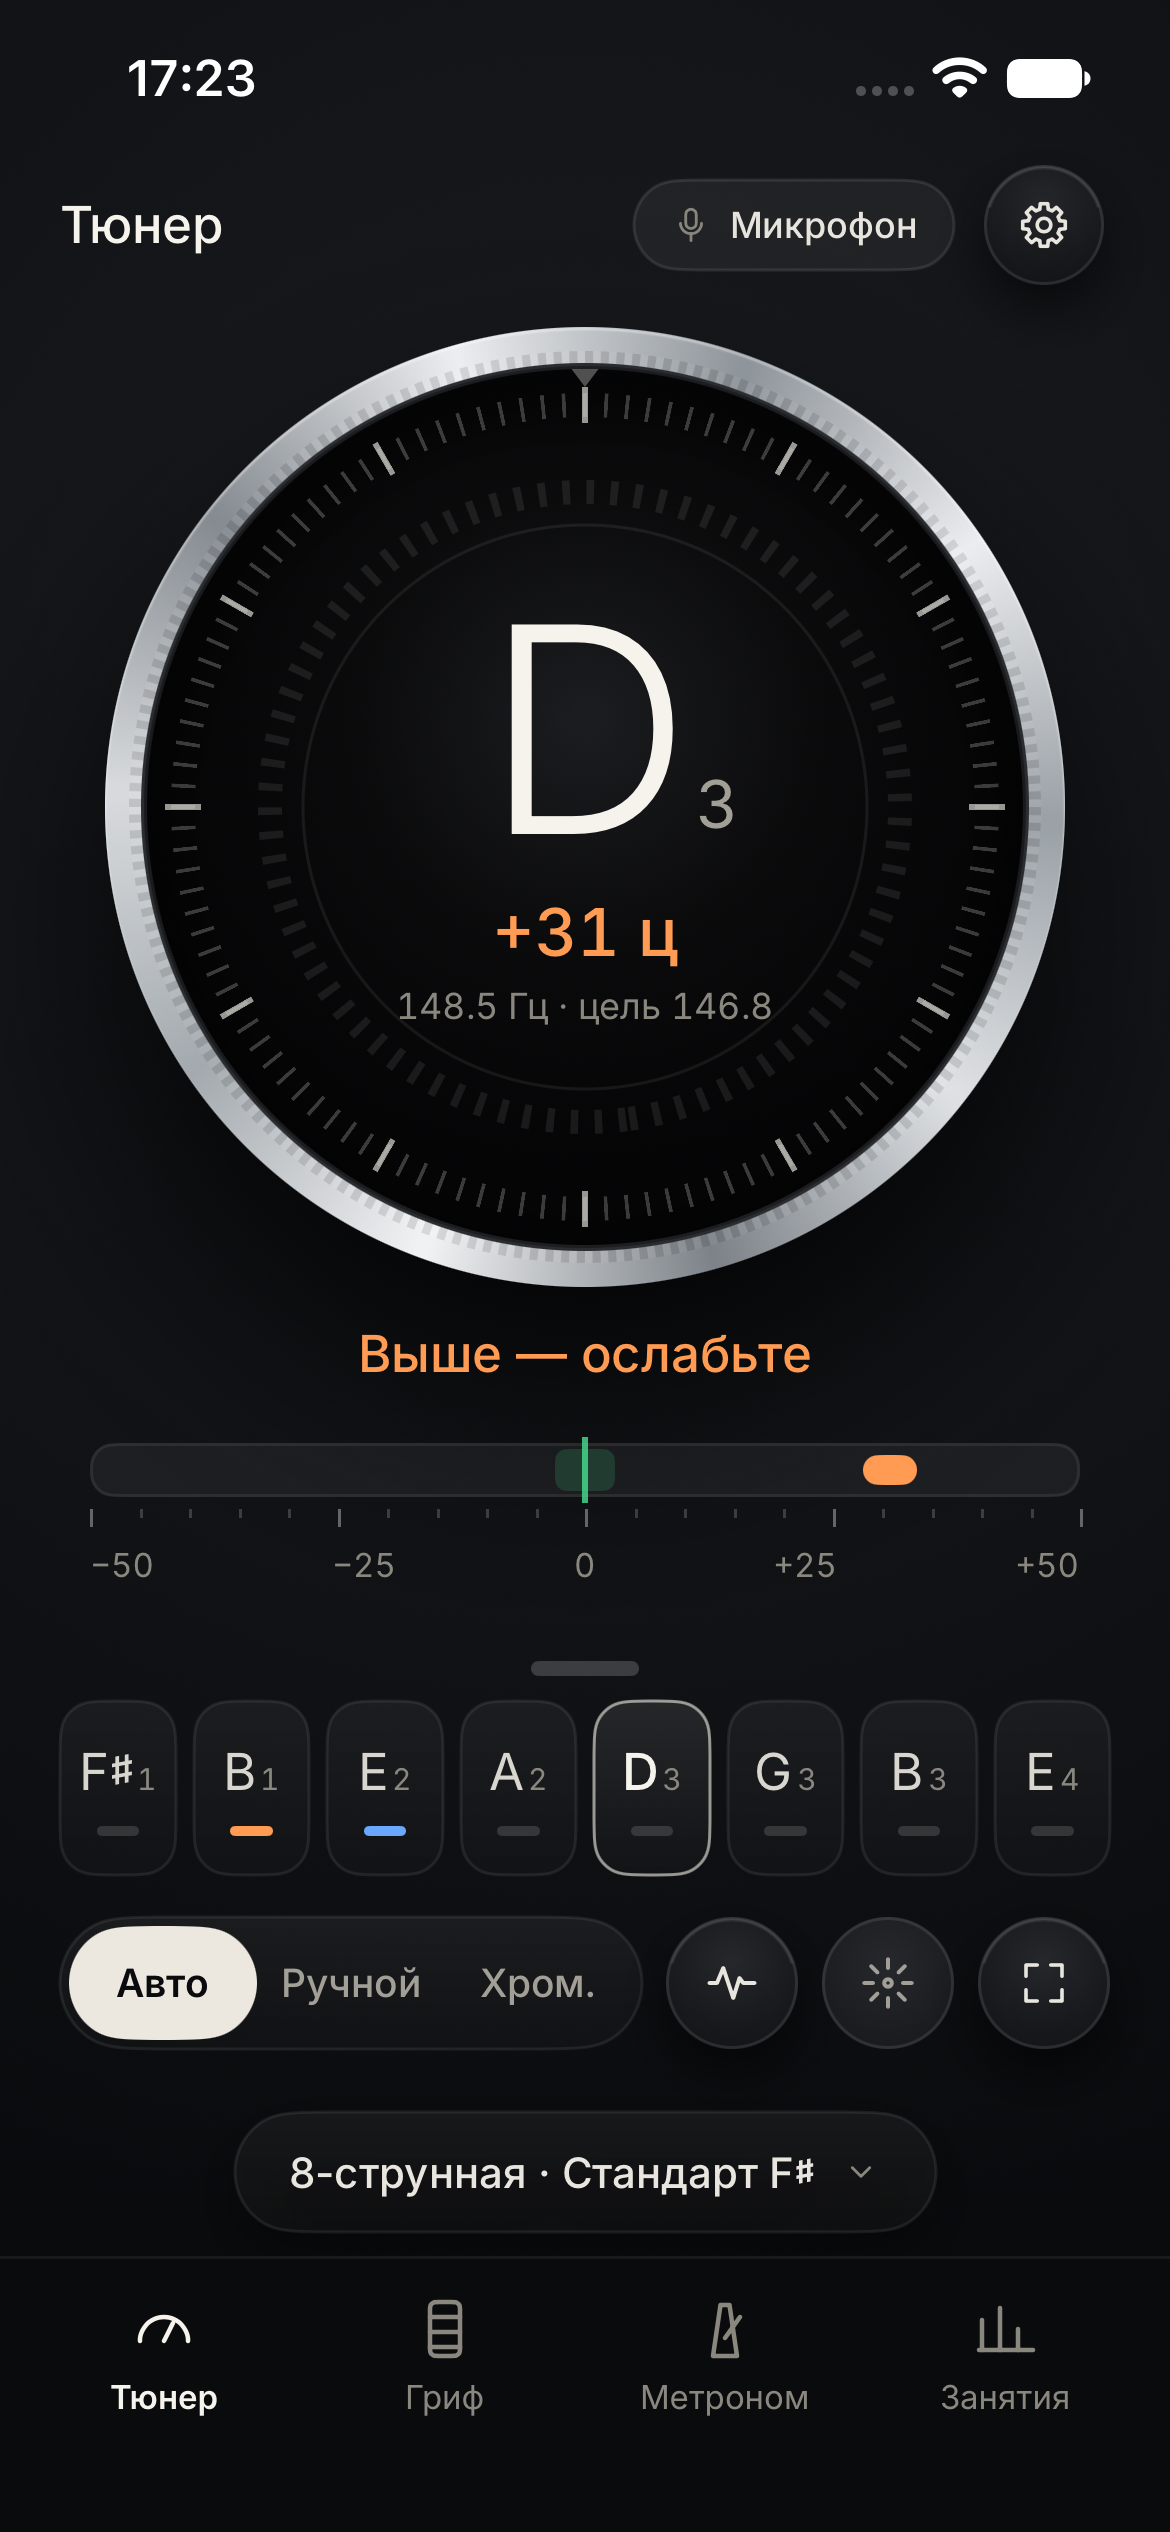 17:23
Тюнер
Микрофон
D3
+31 ц
148.5 Гц · цель 146.8
Выше — ослабьте
−50 −25 0 +25 +50
F♯1 B1 E2 A2 D3 G3 B3 E4
Авто Ручной Хром.
8-струнная · Стандарт F♯
Тюнер Гриф Метроном Занятия